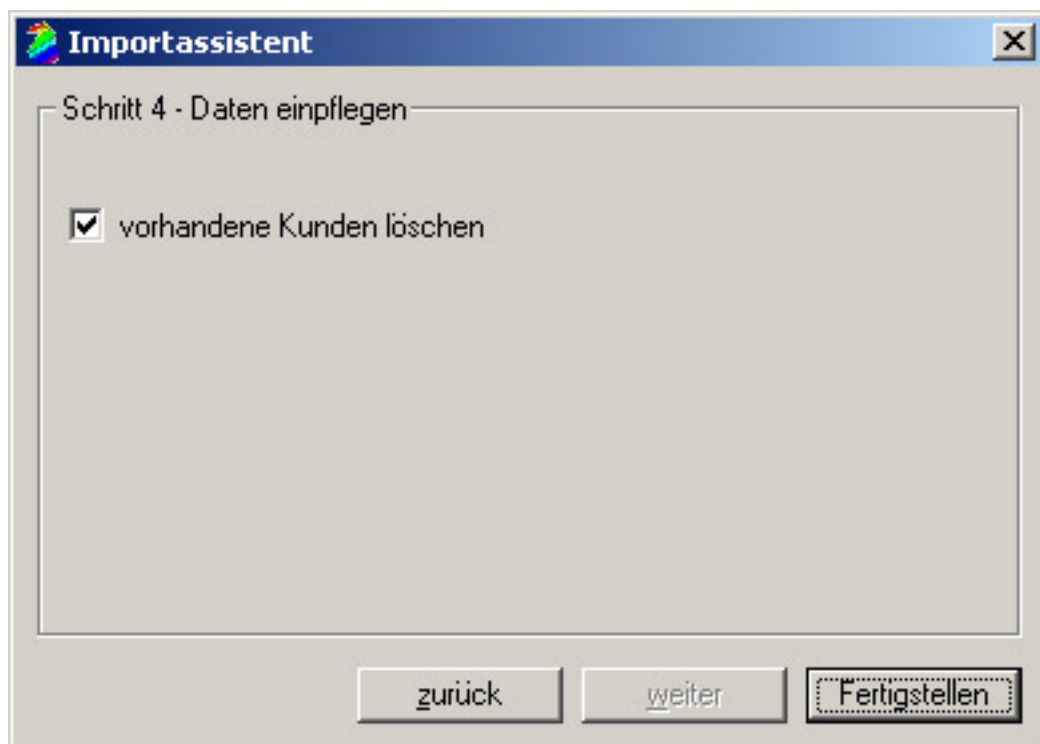 Importassistent
Schritt 4 - Daten einpflegen
vorhandene Kunden löschen
zurück weiter Fertigstellen